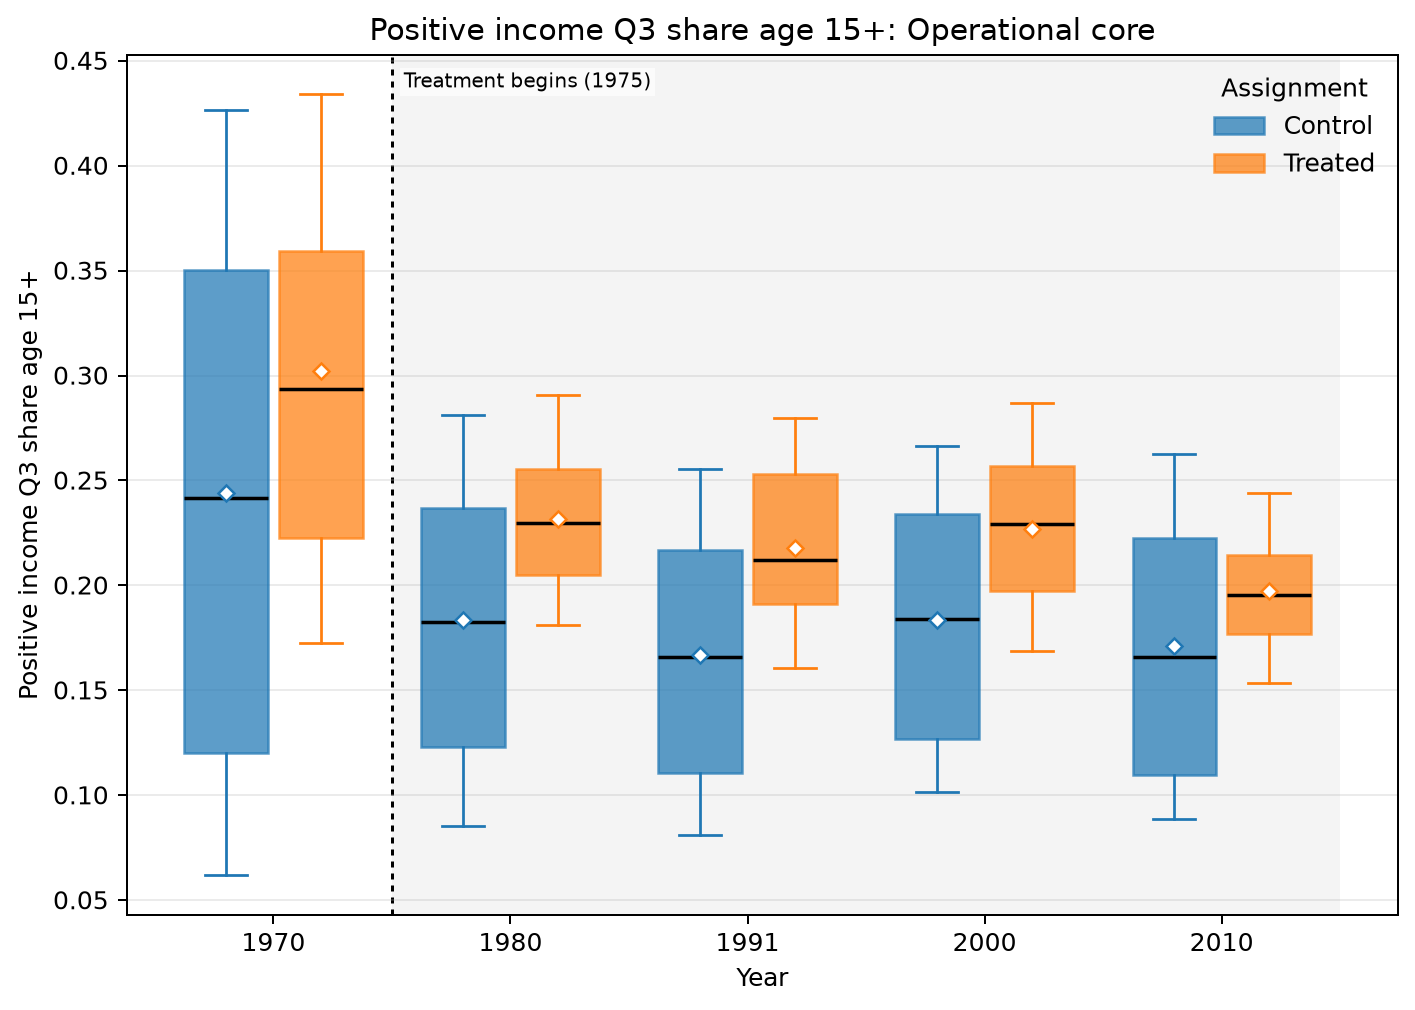 Positive income Q3 share age 15+: Operational core
Positive income Q3 share age 15+
0.45
0.40
0.35
0.30
0.25
0.20
0.15
0.10
0.05
Treatment begins (1975)
Assignment
Control
Treated
1970 1980 1991 2000 2010
Year